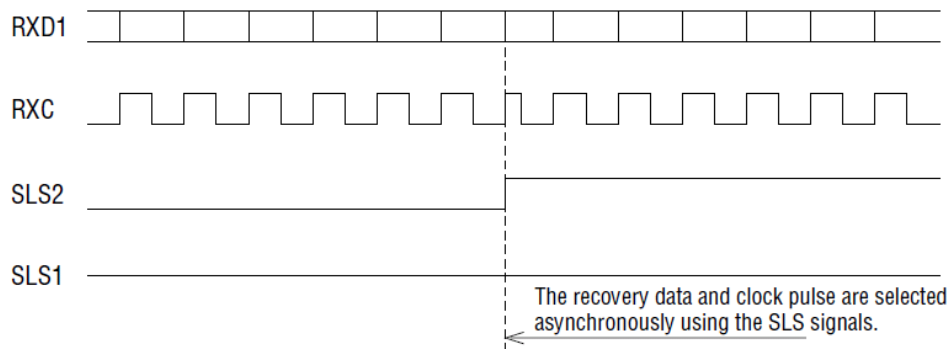 RXD1
RXC
SLS2
SLS1
The recovery data and clock pulse are selected
asynchronously using the SLS signals.